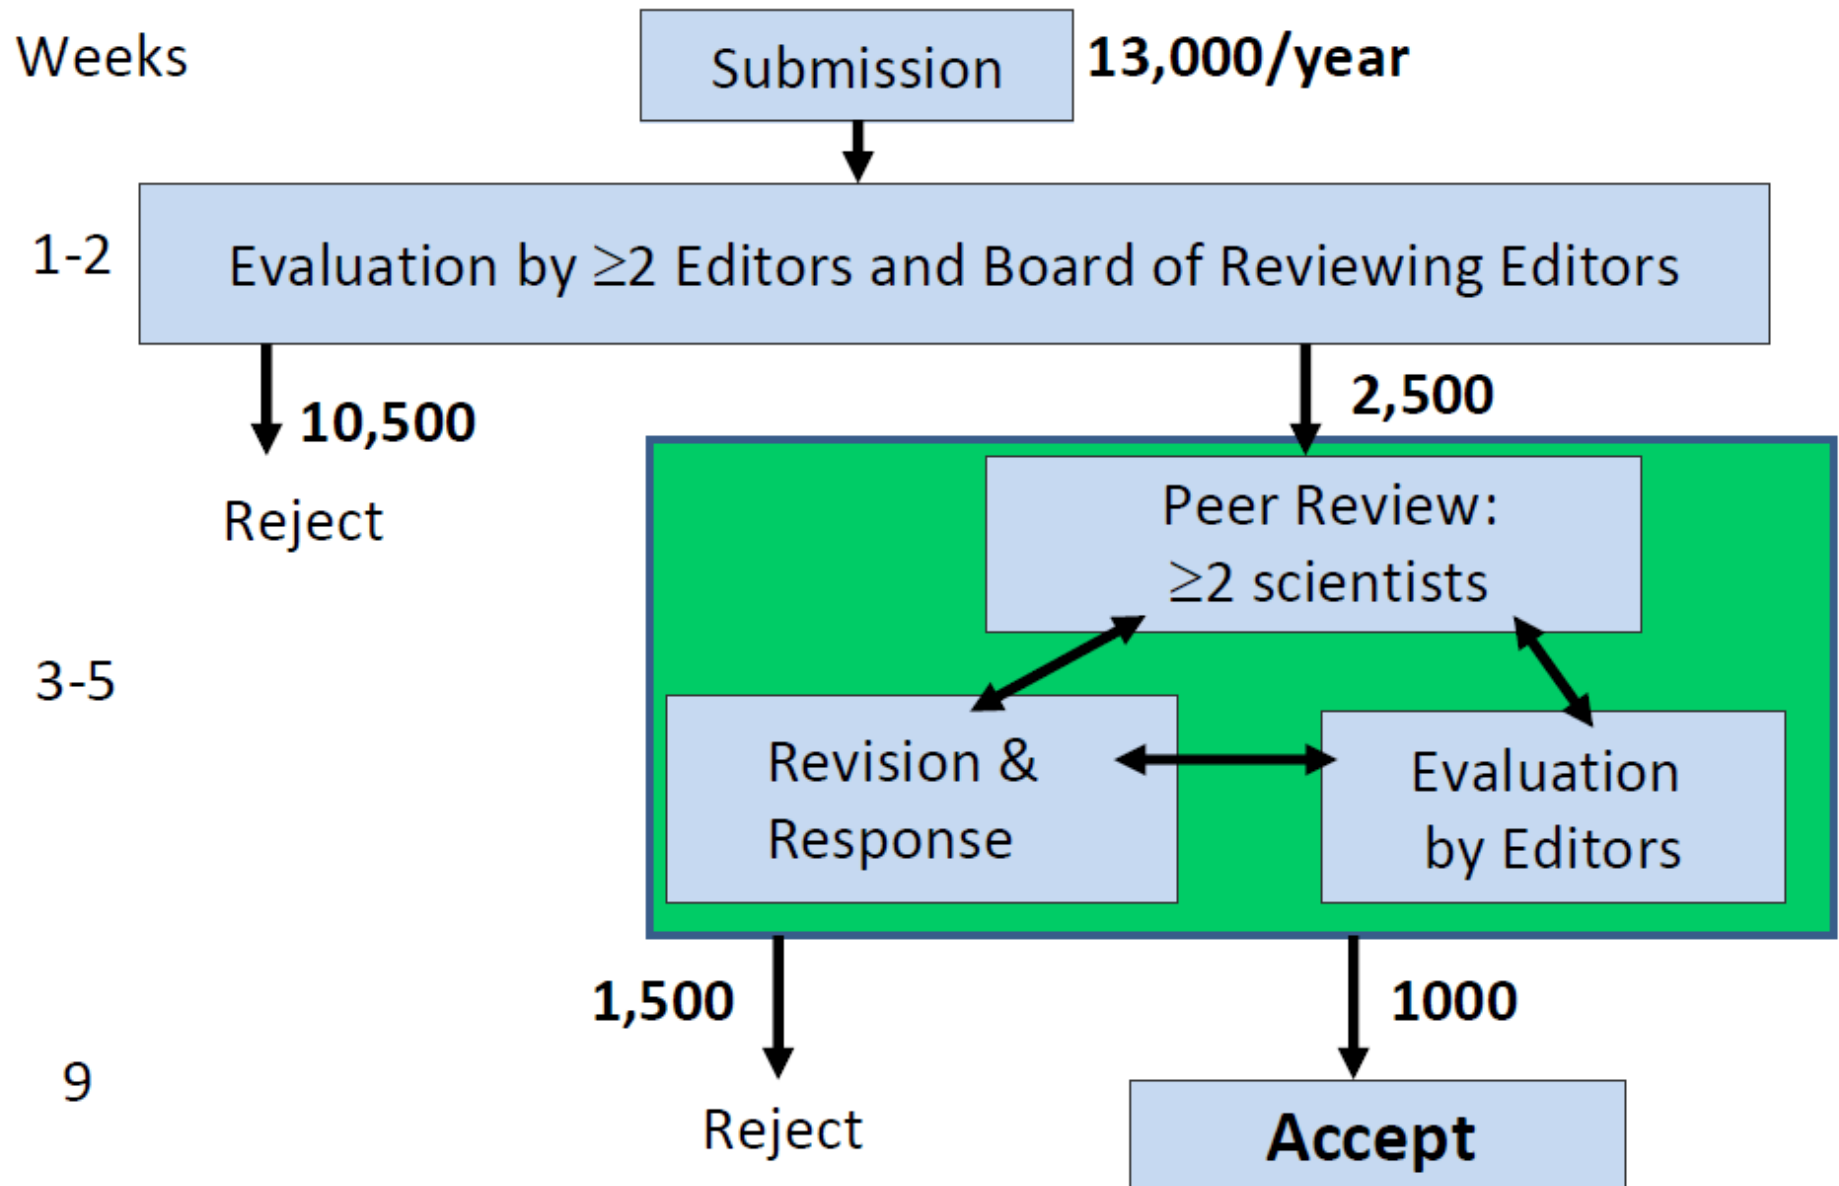 Weeks
Submission
13,000/year
1-2
Evaluation by ≥2 Editors and Board of Reviewing Editors
10,500
2,500
Reject
Peer Review:
≥2 scientists
3-5
Revision &
Response
Evaluation
by Editors
1,500
1000
9
Reject
Accept